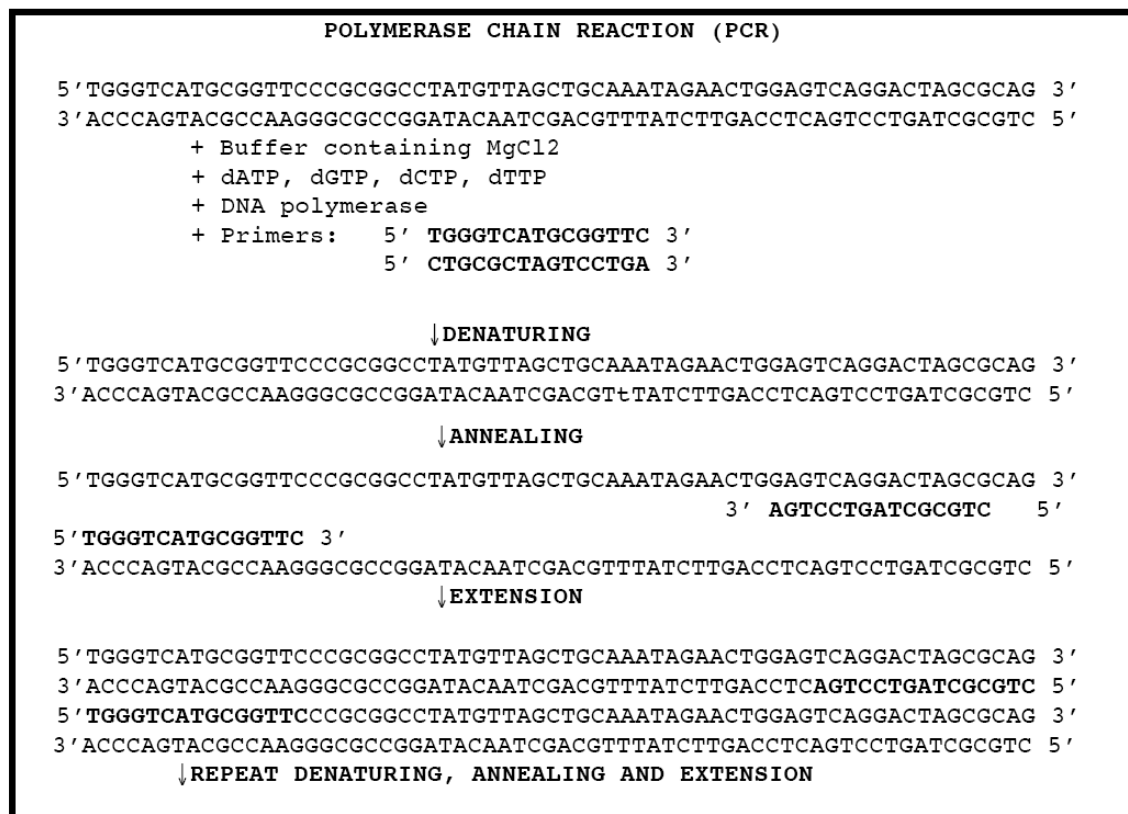 POLYMERASE CHAIN REACTION (PCR)
5’TGGGTCATGCGGTTCCCGCGGCCTATGTTAGCTGCAAATAGAACTGGAGTCAGGACTAGCGCAG 3’
3’ACCCAGTACGCCAAGGGCGCCGGATACAATCGACGTTTATCTTGACCTCAGTCCTGATCGCGTC 5’
+ Buffer containing MgCl2
+ dATP, dGTP, dCTP, dTTP
+ DNA polymerase
+ Primers: 5’ TGGGTCATGCGGTTC 3’
5’ CTGCGCTAGTCCTGA 3’
↓DENATURING
5’TGGGTCATGCGGTTCCCGCGGCCTATGTTAGCTGCAAATAGAACTGGAGTCAGGACTAGCGCAG 3’
3’ACCCAGTACGCCAAGGGCGCCGGATACAATCGACGTtTATCTTGACCTCAGTCCTGATCGCGTC 5’
↓ANNEALING
5’TGGGTCATGCGGTTCCCGCGGCCTATGTTAGCTGCAAATAGAACTGGAGTCAGGACTAGCGCAG 3’
3’ AGTCCTGATCGCGTC 5’
5’TGGGTCATGCGGTTC 3’
3’ACCCAGTACGCCAAGGGCGCCGGATACAATCGACGTTTATCTTGACCTCAGTCCTGATCGCGTC 5’
↓EXTENSION
5’TGGGTCATGCGGTTCCCGCGGCCTATGTTAGCTGCAAATAGAACTGGAGTCAGGACTAGCGCAG 3’
3’ACCCAGTACGCCAAGGGCGCCGGATACAATCGACGTTTATCTTGACCTCAGTCCTGATCGCGTC 5’
5’TGGGTCATGCGGTTCCCGCGGCCTATGTTAGCTGCAAATAGAACTGGAGTCAGGACTAGCGCAG 3’
3’ACCCAGTACGCCAAGGGCGCCGGATACAATCGACGTTTATCTTGACCTCAGTCCTGATCGCGTC 5’
↓REPEAT DENATURING, ANNEALING AND EXTENSION